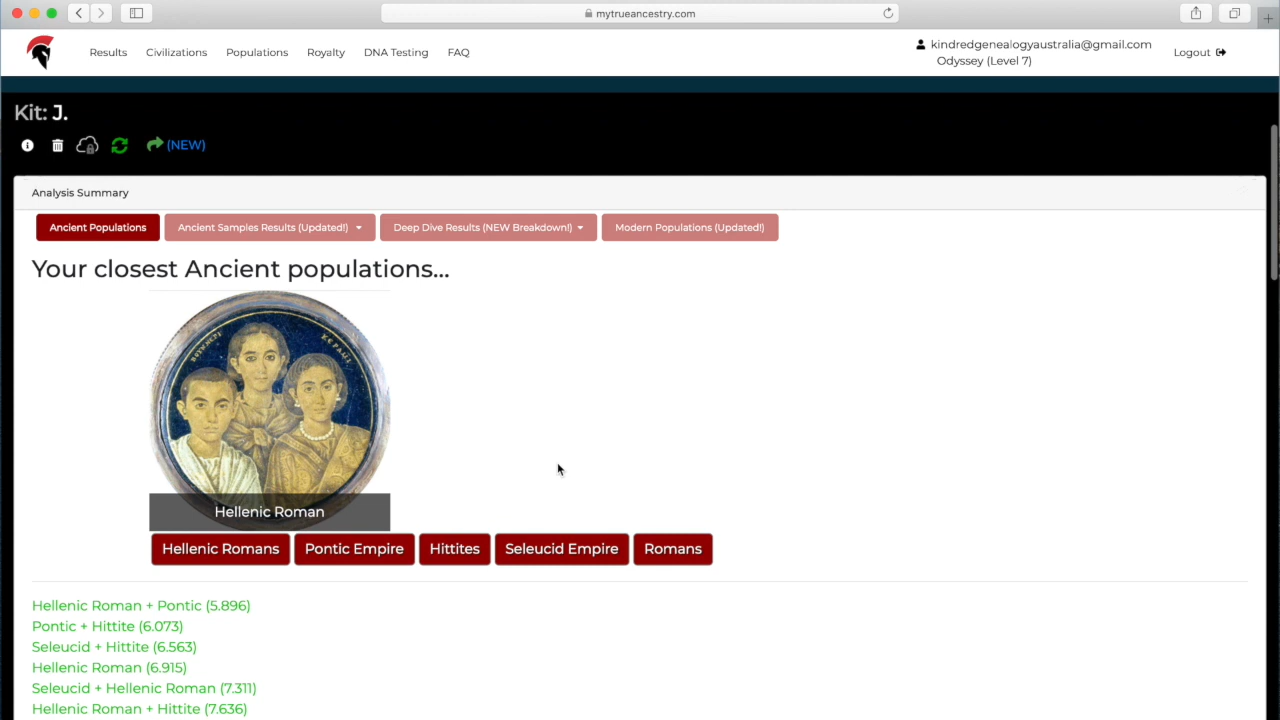 mytrueancestry.com
Results Civilizations Populations Royalty DNA Testing FAQ
kindredgenealogyaustralia@gmail.com
Odyssey (Level 7)
Logout
Kit: J.
(NEW)
Analysis Summary
Ancient Populations Ancient Samples Results (Updated!) Deep Dive Results (NEW Breakdown!) Modern Populations (Updated!)
Your closest Ancient populations...
Hellenic Roman
Hellenic Romans Pontic Empire Hittites Seleucid Empire Romans
Hellenic Roman + Pontic (5.896)
Pontic + Hittite (6.073)
Seleucid + Hittite (6.563)
Hellenic Roman (6.915)
Seleucid + Hellenic Roman (7.311)
Hellenic Roman + Hittite (7.636)